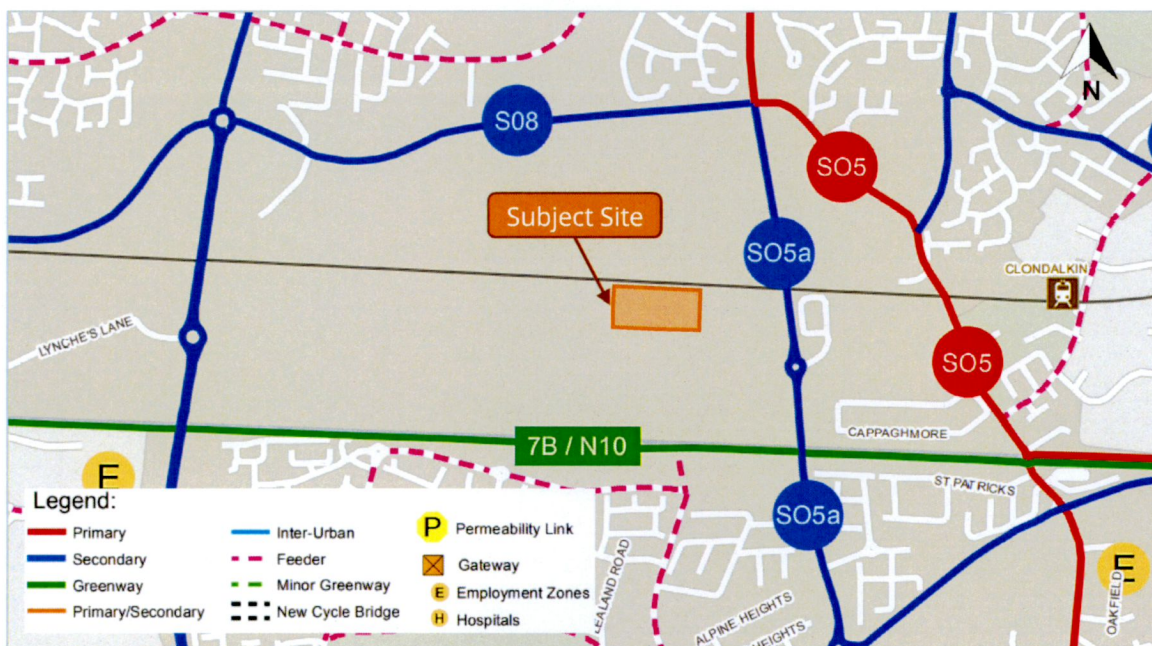 N
S08
SO5
Subject Site
SO5a
CLONDALKIN
LYNCHE'S LANE
SO5
CAPPAGHMORE
7B / N10
E
ST PATRICKS
SO5a
E
OAKFIELD
LEALAND ROAD
ALPINE HEIGHTS
HEIGHTS
Legend:
Primary
Secondary
Greenway
Primary/Secondary
Inter-Urban
Feeder
Minor Greenway
New Cycle Bridge
P Permeability Link
Gateway
E Employment Zones
H Hospitals